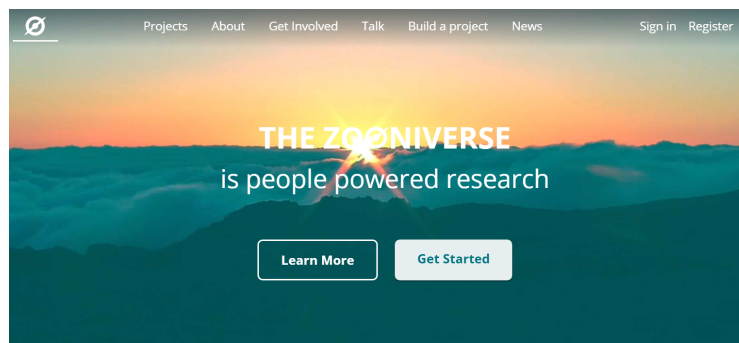 Projects About Get Involved Talk Build a project News Sign in Register
THE ZOØNIVERSE
is people powered research
Learn More Get Started